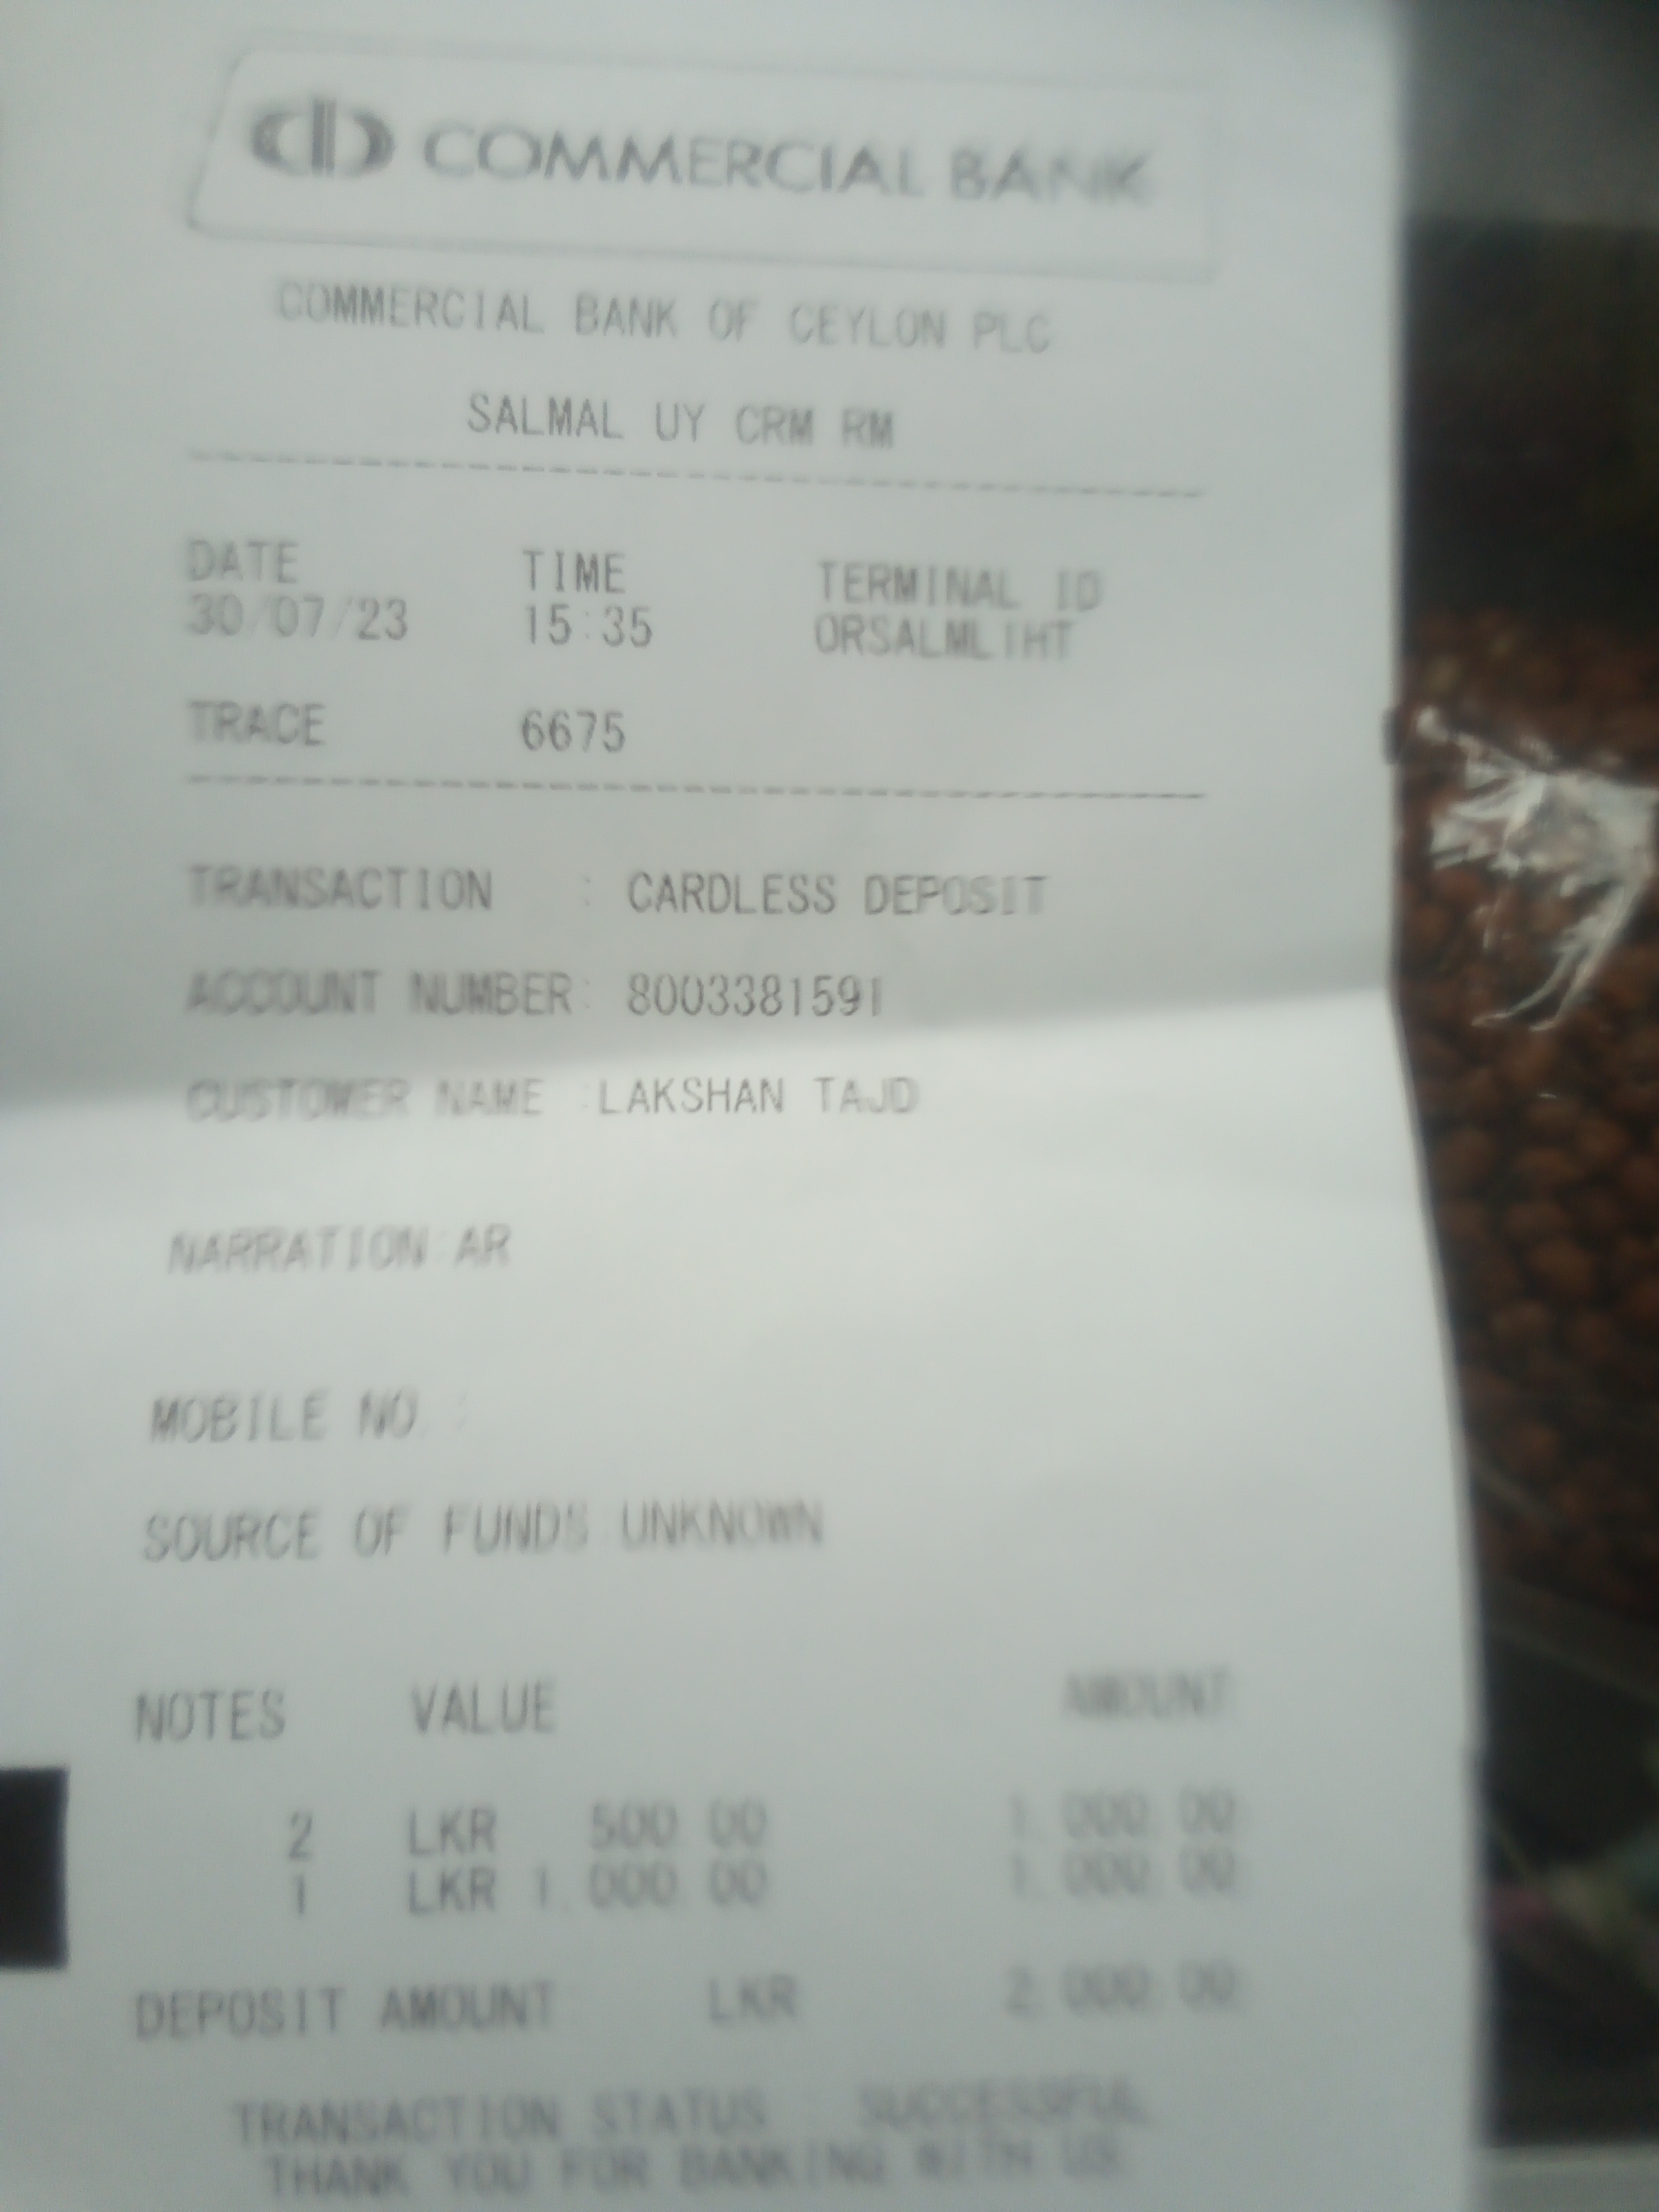 COMMERCIAL BANK
COMMERCIAL BANK OF CEYLON PLC
SALMAL UY CRM RM
DATE TIME TERMINAL ID
30/07/23 15:35 ORSALMLIHT
TRACE 6675
TRANSACTION : CARDLESS DEPOSIT
ACCOUNT NUMBER: 8003381591
CUSTOMER NAME :LAKSHAN TAJD
NARRATION:AR
MOBILE NO.:
SOURCE OF FUNDS:UNKNOWN
NOTES VALUE AMOUNT
2 LKR 500.00 1,000.00
1 LKR 1,000.00 1,000.00
DEPOSIT AMOUNT LKR 2,000.00
TRANSACTION STATUS : SUCCESSFUL
THANK YOU FOR BANKING WITH US